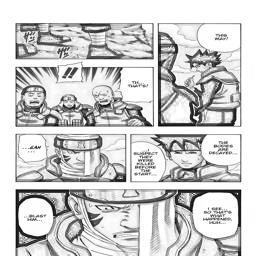 THIS
WAY!
!!
TH,
THAT'S!
THE
BODIES
ARE
DECAYED...
I
SUSPECT
THEY
WERE
KILLED
BEFORE
THE
START...
I SEE...
SO THAT'S
WHAT
HAPPENED,
HUH...
...BLAST
HIM...